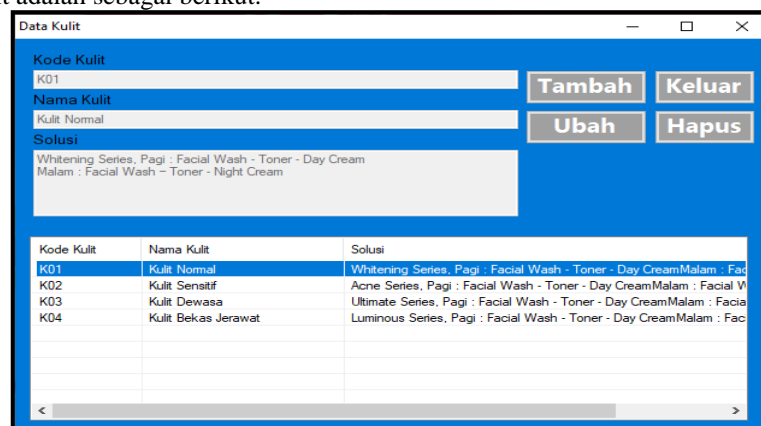 t adalah sebagai berikut.
Data Kulit
Kode Kulit
K01
Tambah Keluar
Nama Kulit
Kulit Normal
Ubah Hapus
Solusi
Whitening Series, Pagi : Facial Wash - Toner - Day Cream
Malam : Facial Wash – Toner - Night Cream
Kode Kulit Nama Kulit Solusi
K01 Kulit Normal Whitening Series, Pagi : Facial Wash - Toner - Day CreamMalam : Fac
K02 Kulit Sensitif Acne Series, Pagi : Facial Wash - Toner - Day CreamMalam : Facial W
K03 Kulit Dewasa Ultimate Series, Pagi : Facial Wash - Toner - Day CreamMalam : Facia
K04 Kulit Bekas Jerawat Luminous Series, Pagi : Facial Wash - Toner - Day CreamMalam : Fac